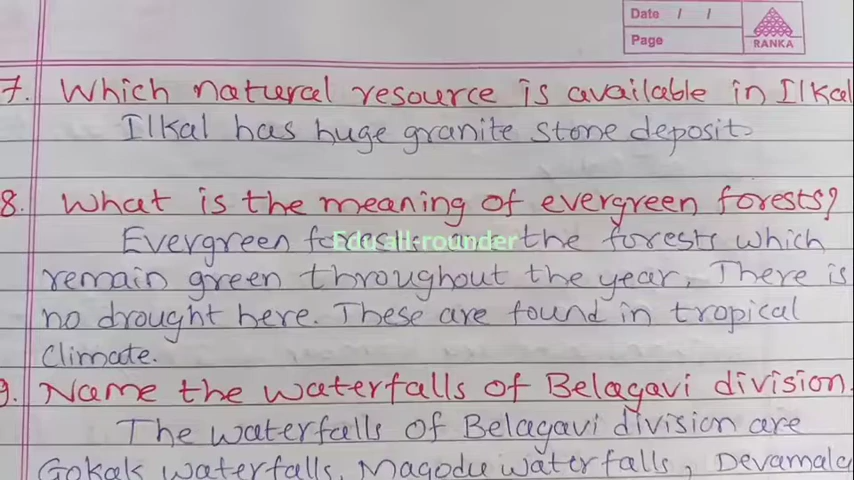 Date / /
Page
RANKA
7. Which natural resource is available in Ilkal
Ilkal has huge granite stone deposit.
8. What is the meaning of evergreen forests?
Evergreen forests are the forests which
Edu all-rounder
remain green throughout the year. There is
no drought here. These are found in tropical
climate.
9. Name the waterfalls of Belagavi division.
The waterfalls of Belagavi division are
Gokak waterfalls, Magodu waterfalls,